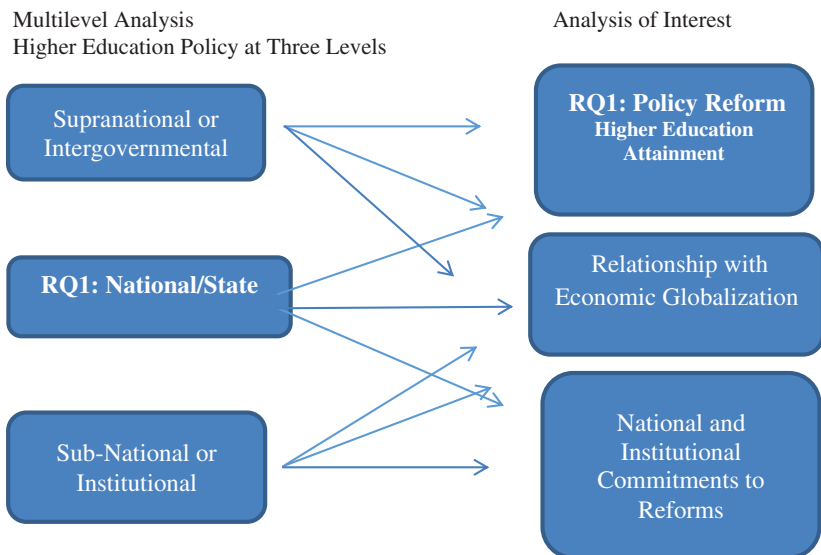 Multilevel Analysis
Higher Education Policy at Three Levels
Analysis of Interest
Supranational or
Intergovernmental
RQ1: National/State
Sub-National or
Institutional
RQ1: Policy Reform
Higher Education
Attainment
Relationship with
Economic Globalization
National and
Institutional
Commitments to
Reforms